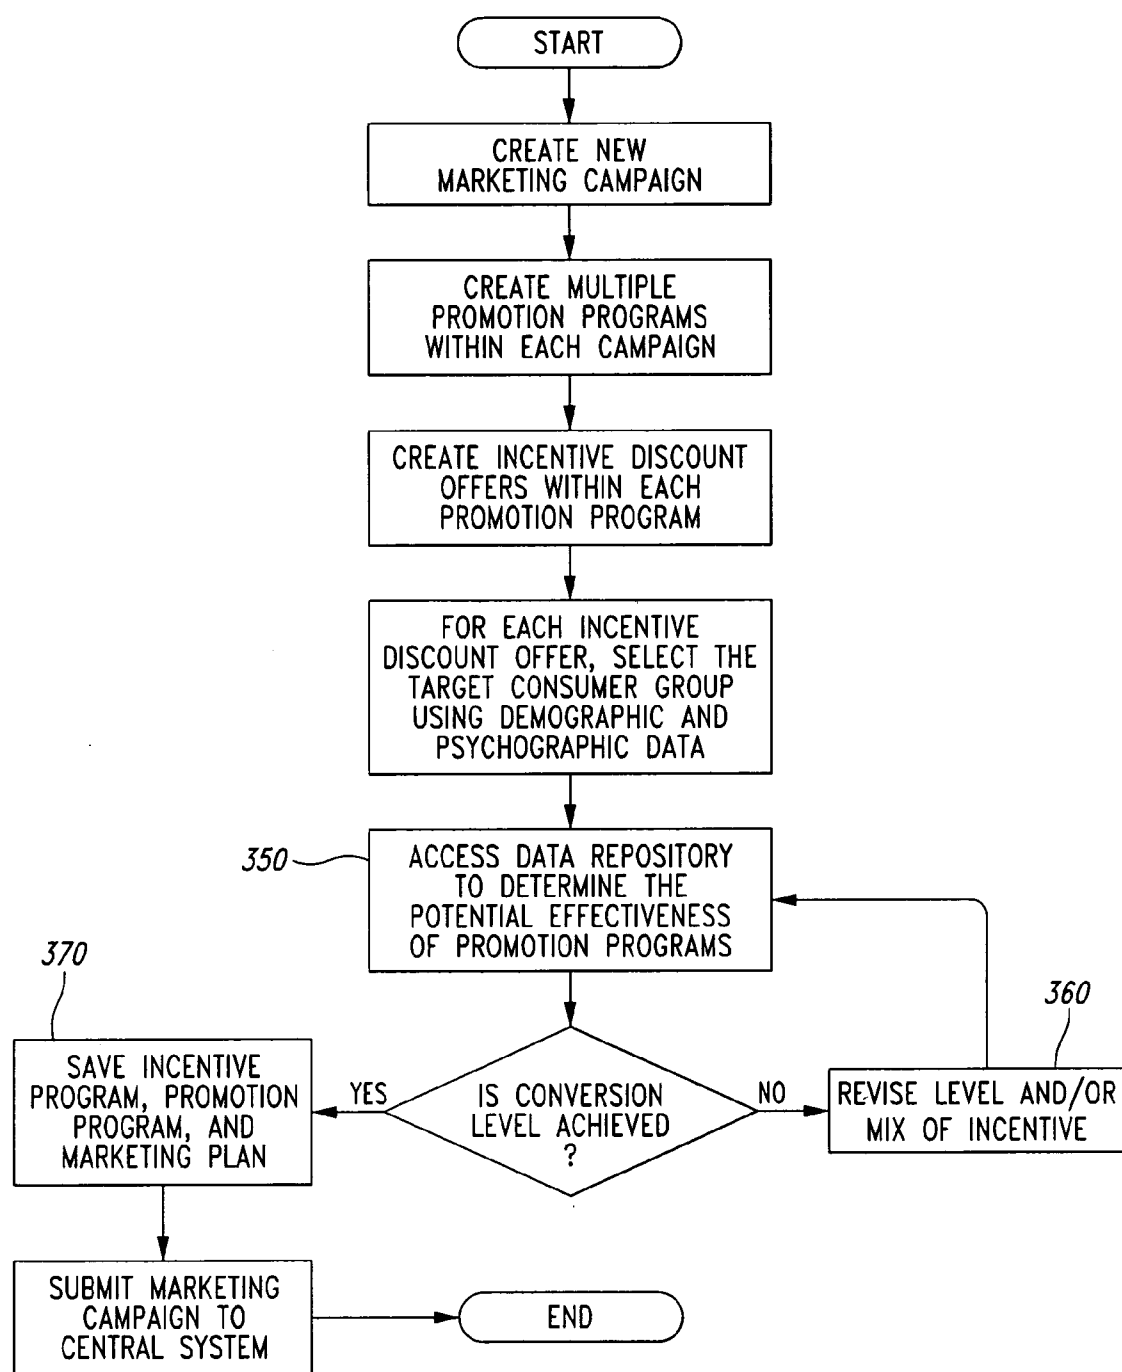 START
CREATE NEW
MARKETING CAMPAIGN
CREATE MULTIPLE
PROMOTION PROGRAMS
WITHIN EACH CAMPAIGN
CREATE INCENTIVE DISCOUNT
OFFERS WITHIN EACH
PROMOTION PROGRAM
FOR EACH INCENTIVE
DISCOUNT OFFER, SELECT THE
TARGET CONSUMER GROUP
USING DEMOGRAPHIC AND
PSYCHOGRAPHIC DATA
350
ACCESS DATA REPOSITORY
TO DETERMINE THE
POTENTIAL EFFECTIVENESS
OF PROMOTION PROGRAMS
IS CONVERSION
LEVEL ACHIEVED
?
NO
360
REVISE LEVEL AND/OR
MIX OF INCENTIVE
YES
370
SAVE INCENTIVE
PROGRAM, PROMOTION
PROGRAM, AND
MARKETING PLAN
SUBMIT MARKETING
CAMPAIGN TO
CENTRAL SYSTEM
END